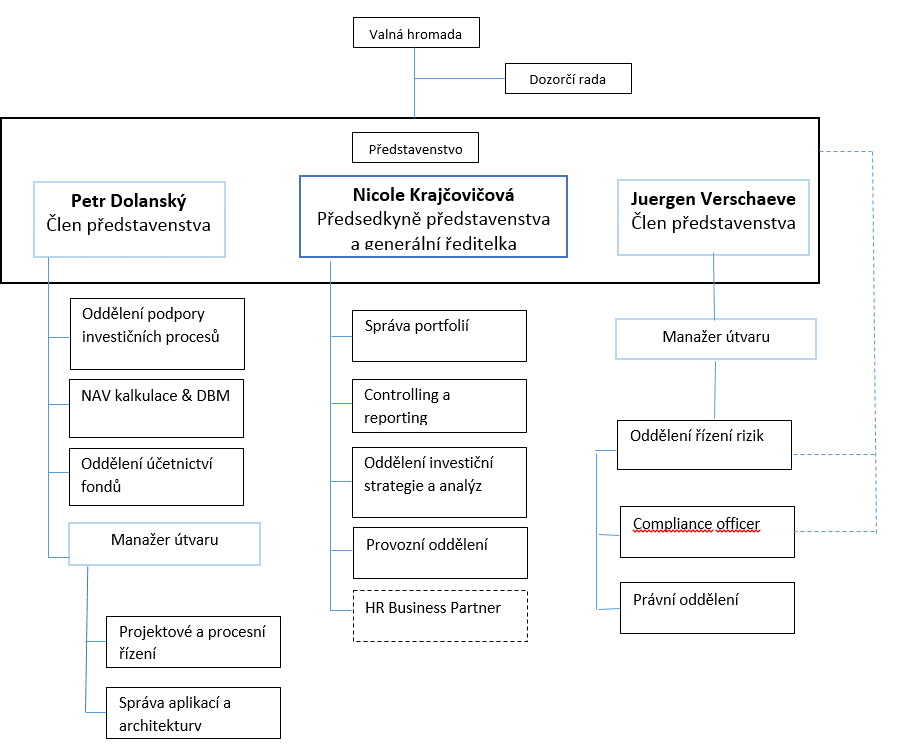 Valná hromada
Dozorčí rada
Představenstvo
Petr Dolanský
Člen představenstva
Nicole Krajčovičová
Předsedkyně představenstva
a generální ředitelka
Juergen Verschaeve
Člen představenstva
Oddělení podpory
investičních procesů
NAV kalkulace & DBM
Oddělení účetnictví
fondů
Manažer útvaru
Projektové a procesní
řízení
Správa aplikací a
architektury
Správa portfolií
Controlling a
reporting
Oddělení investiční
strategie a analýz
Provozní oddělení
HR Business Partner
Manažer útvaru
Oddělení řízení rizik
Compliance officer
Právní oddělení